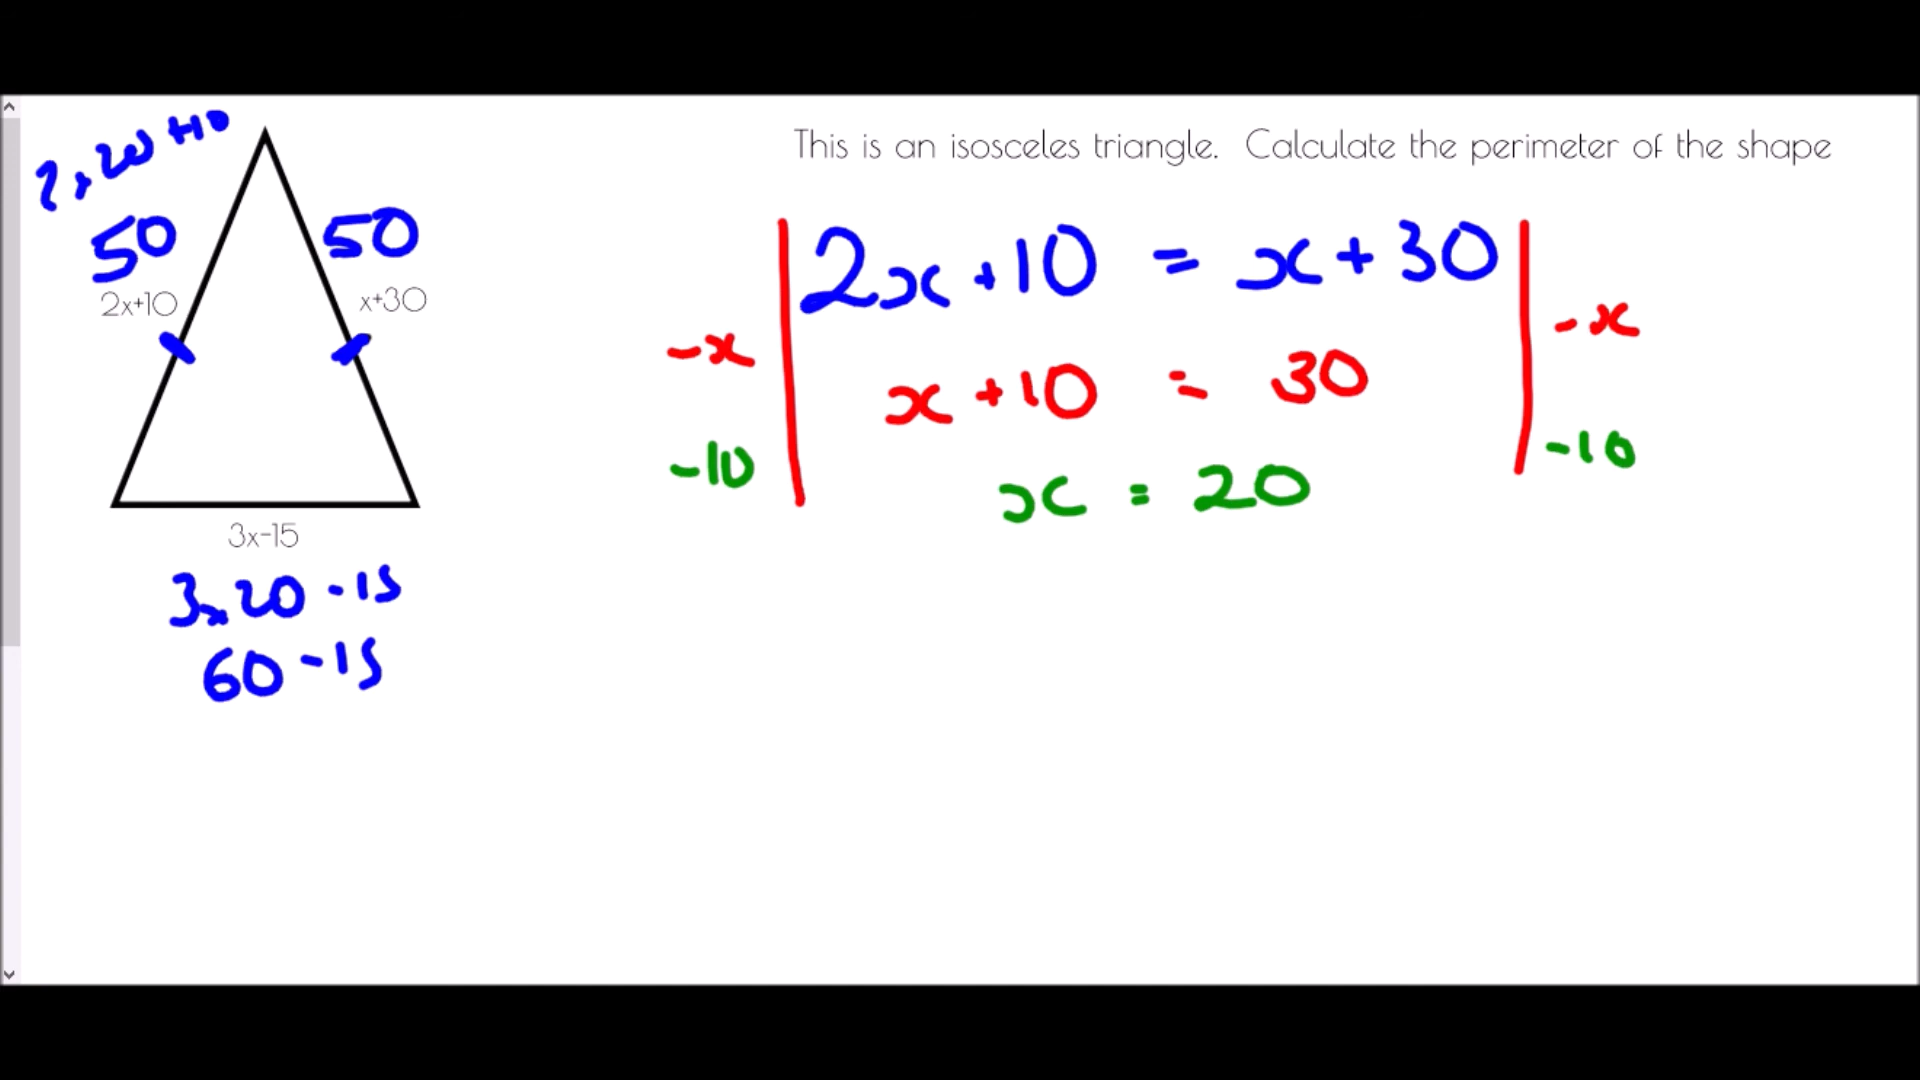 This is an isosceles triangle. Calculate the perimeter of the shape
2x20+10
50
50
2x+10
x+30
3x-15
3x20-15
60-15
2x+10 = x+30
-x
-x
x+10 = 30
-10
-10
x = 20